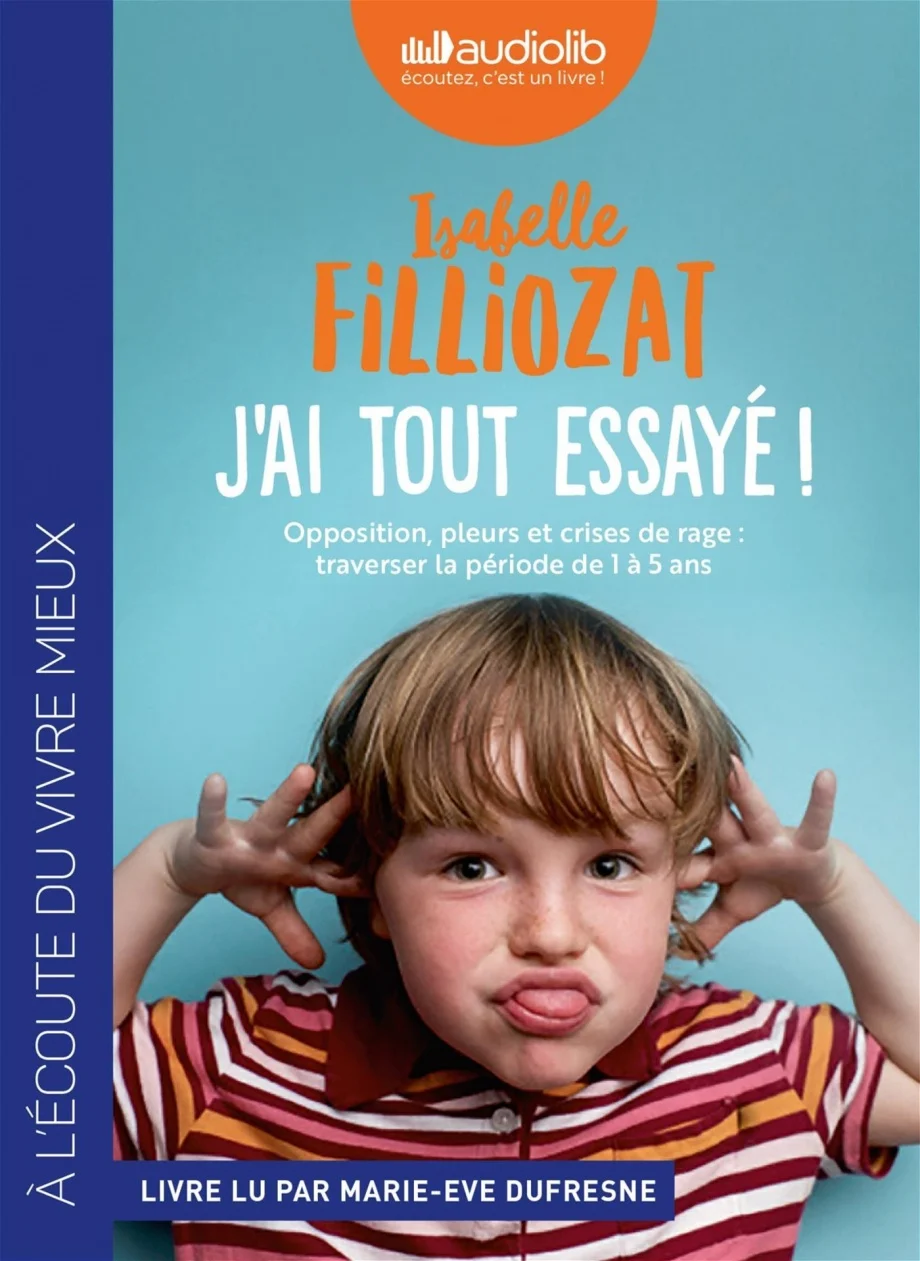 audiolib
écoutez, c'est un livre !
Isabelle
FiLLiOZAT
J'AI TOUT ESSAYÉ !
Opposition, pleurs et crises de rage :
traverser la période de 1 à 5 ans
À L'ÉCOUTE DU VIVRE MIEUX
LIVRE LU PAR MARIE-EVE DUFRESNE